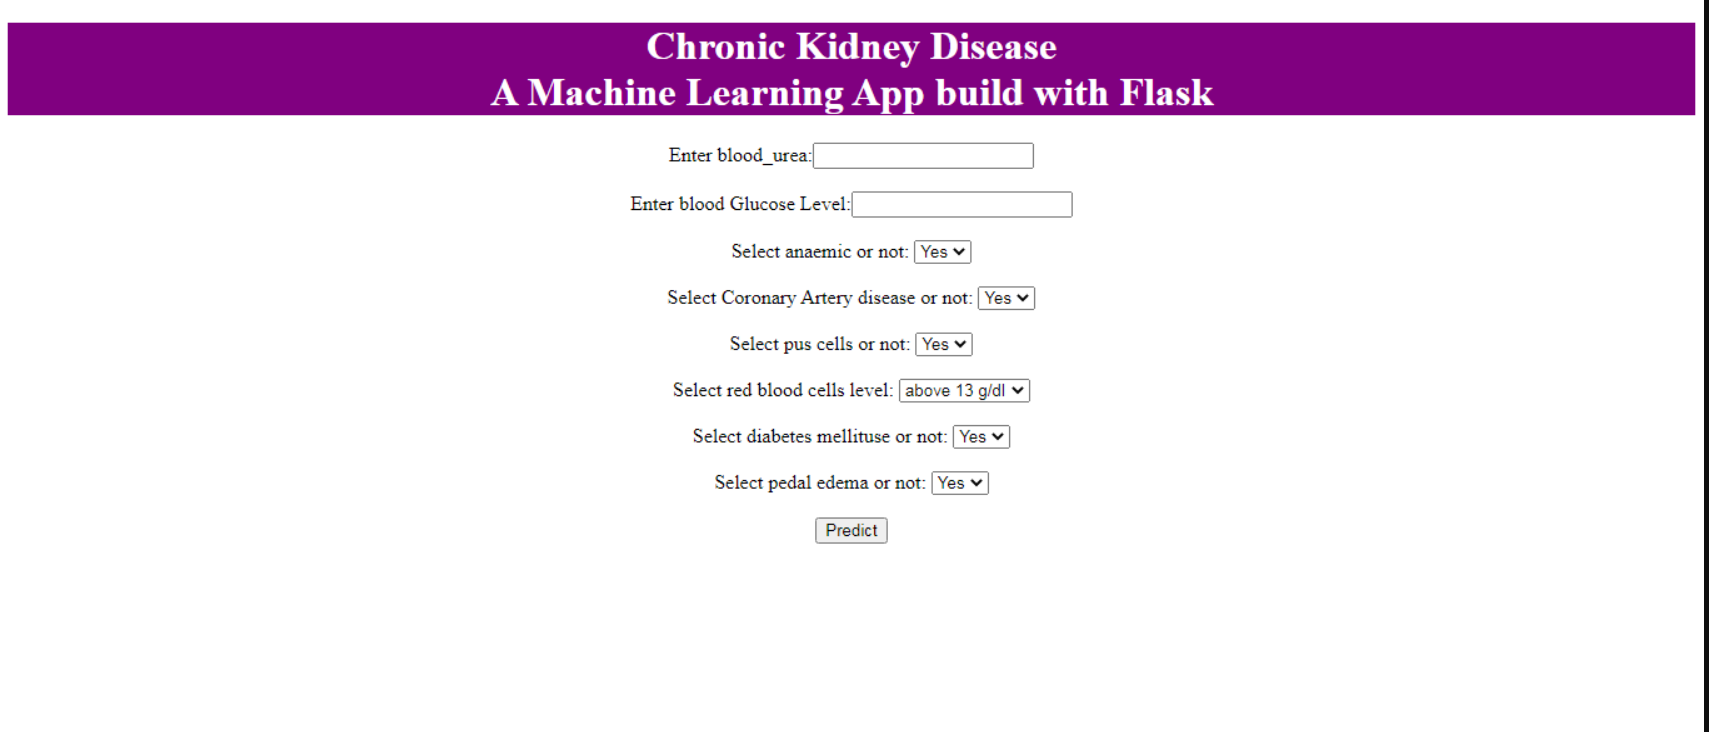 Chronic Kidney Disease
A Machine Learning App build with Flask
Enter blood_urea:
Enter blood Glucose Level:
Select anaemic or not: Yes
Select Coronary Artery disease or not: Yes
Select pus cells or not: Yes
Select red blood cells level: above 13 g/dl
Select diabetes mellituse or not: Yes
Select pedal edema or not: Yes
Predict